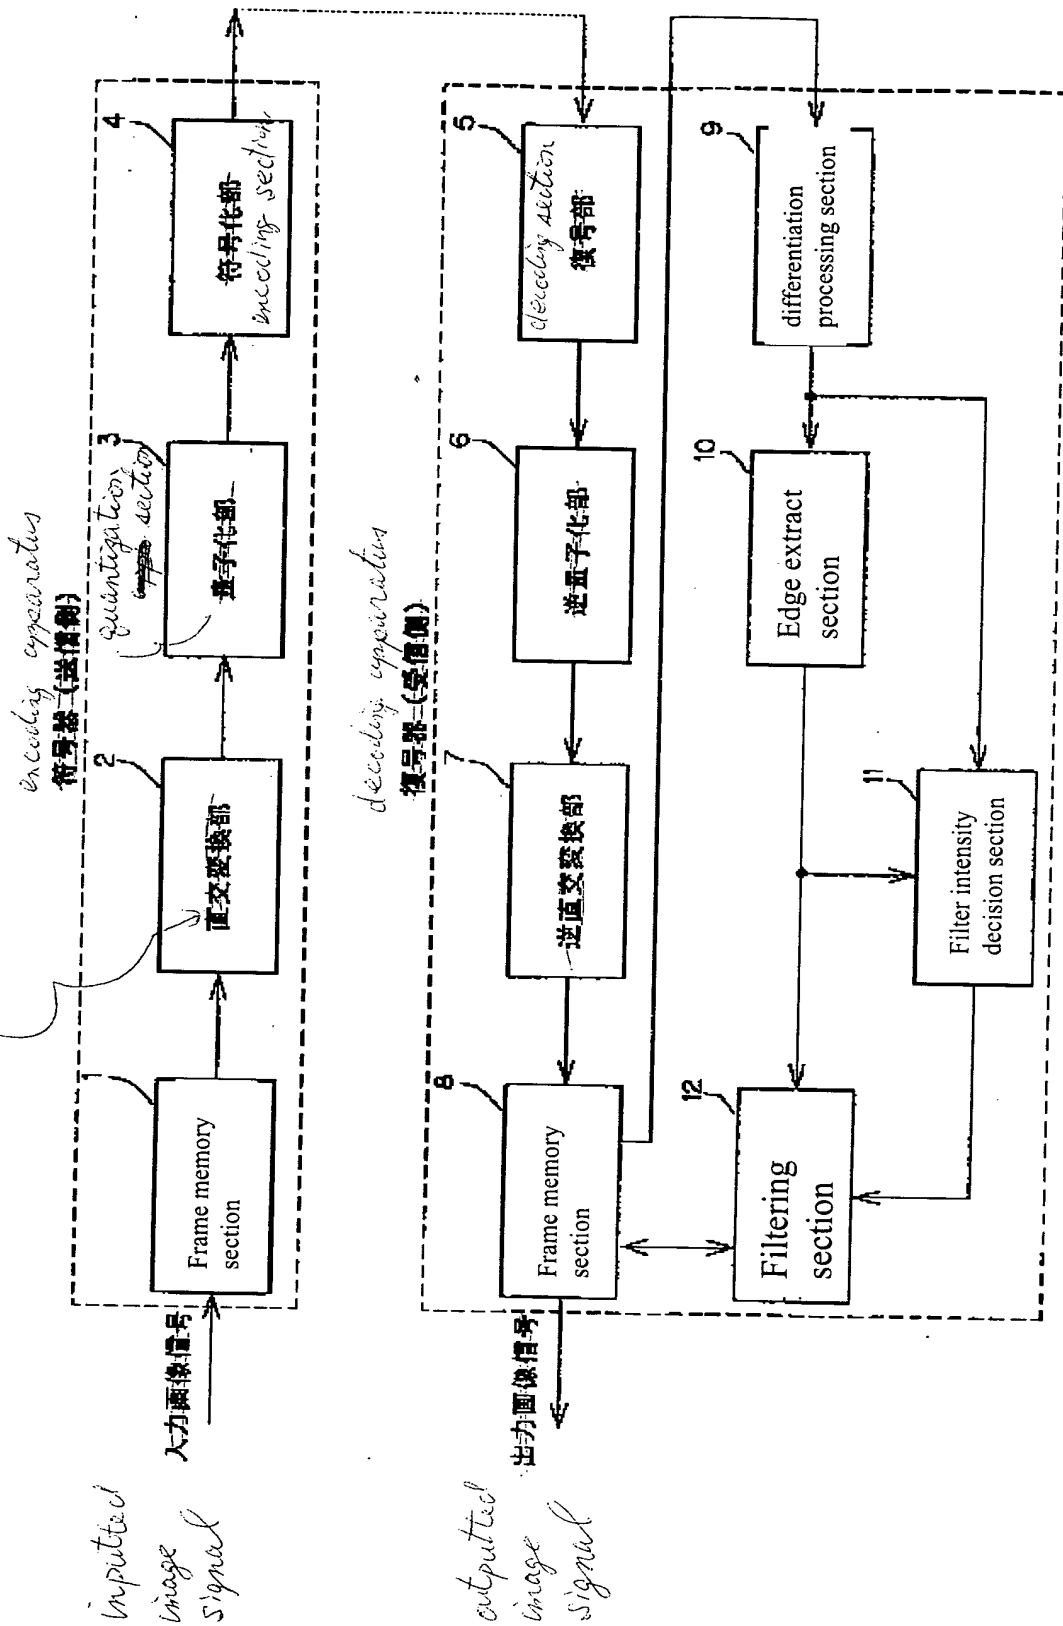 encoding apparatus
符号器(送信側)
inputted
image
signal
入力画像信号
1
Frame memory
section
2
直交変換部
3
quantization
section
量子化部
4
符号化部
encoding section
decoding apparatus
復号器(受信側)
5
decoding section
復号部
6
逆量子化部
7
逆直交変換部
8
Frame memory
section
outputted
image
signal
出力画像信号
9
differentiation
processing section
10
Edge extract
section
11
Filter intensity
decision section
12
Filtering
section